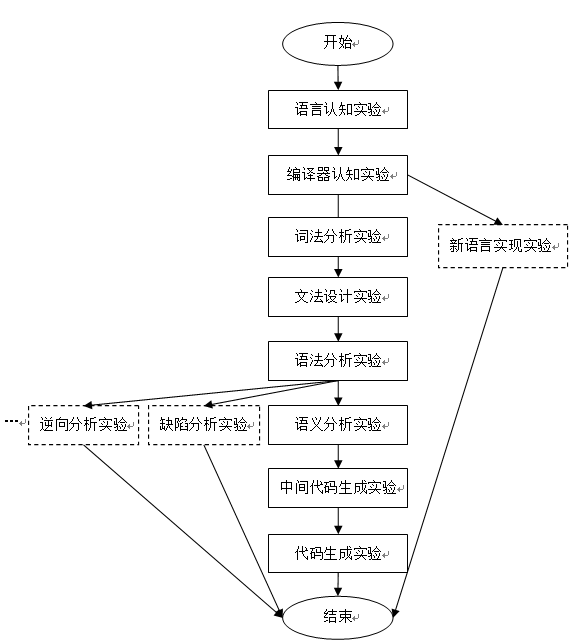 开始
语言认知实验
编译器认知实验
词法分析实验
新语言实现实验
文法设计实验
语法分析实验
逆向分析实验
缺陷分析实验
语义分析实验
中间代码生成实验
代码生成实验
结束